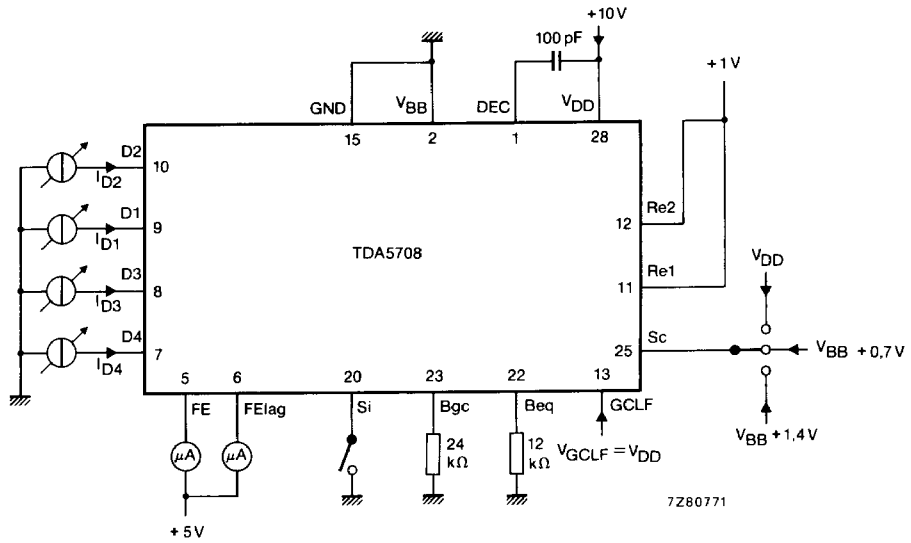 +10V
100 pF
+1V
GND
V_BB
DEC
V_DD
15
2
1
28
D2
10
I_D2
D1
9
I_D1
D3
8
I_D3
D4
7
I_D4
TDA5708
Re2
12
Re1
11
Sc
25
V_DD
V_BB +0,7V
V_BB +1,4V
5
6
20
23
22
13
FE
FElag
Si
Bgc
Beq
GCLF
μA
μA
24 kΩ
12 kΩ
V_GCLF = V_DD
+5V
7Z80771